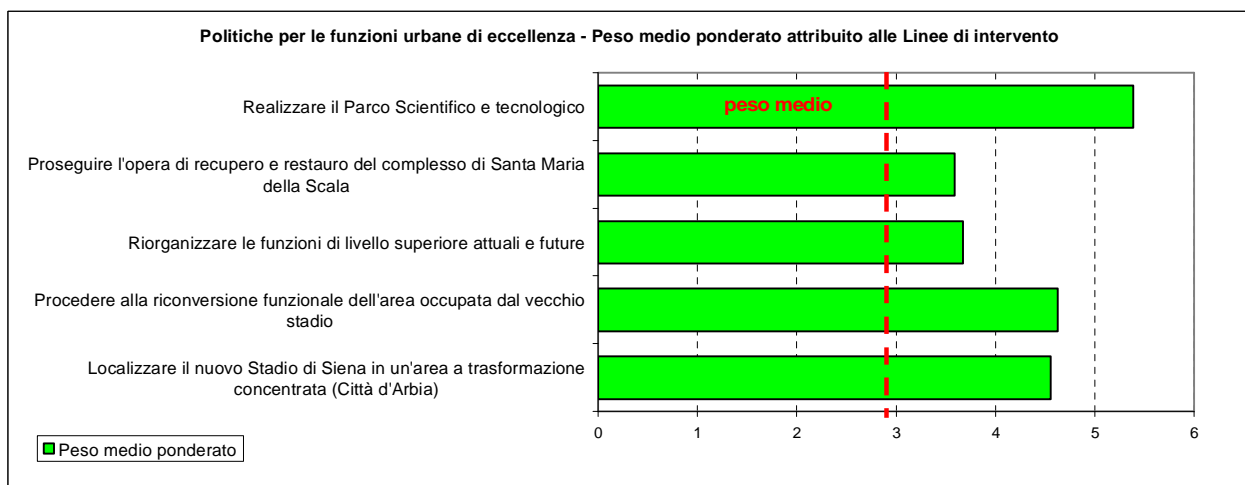 Politiche per le funzioni urbane di eccellenza - Peso medio ponderato attribuito alle Linee di intervento
Realizzare il Parco Scientifico e tecnologico
peso medio
Proseguire l'opera di recupero e restauro del complesso di Santa Maria
della Scala
Riorganizzare le funzioni di livello superiore attuali e future
Procedere alla riconversione funzionale dell'area occupata dal vecchio
stadio
Localizzare il nuovo Stadio di Siena in un'area a trasformazione
concentrata (Città d'Arbia)
0 1 2 3 4 5 6
Peso medio ponderato